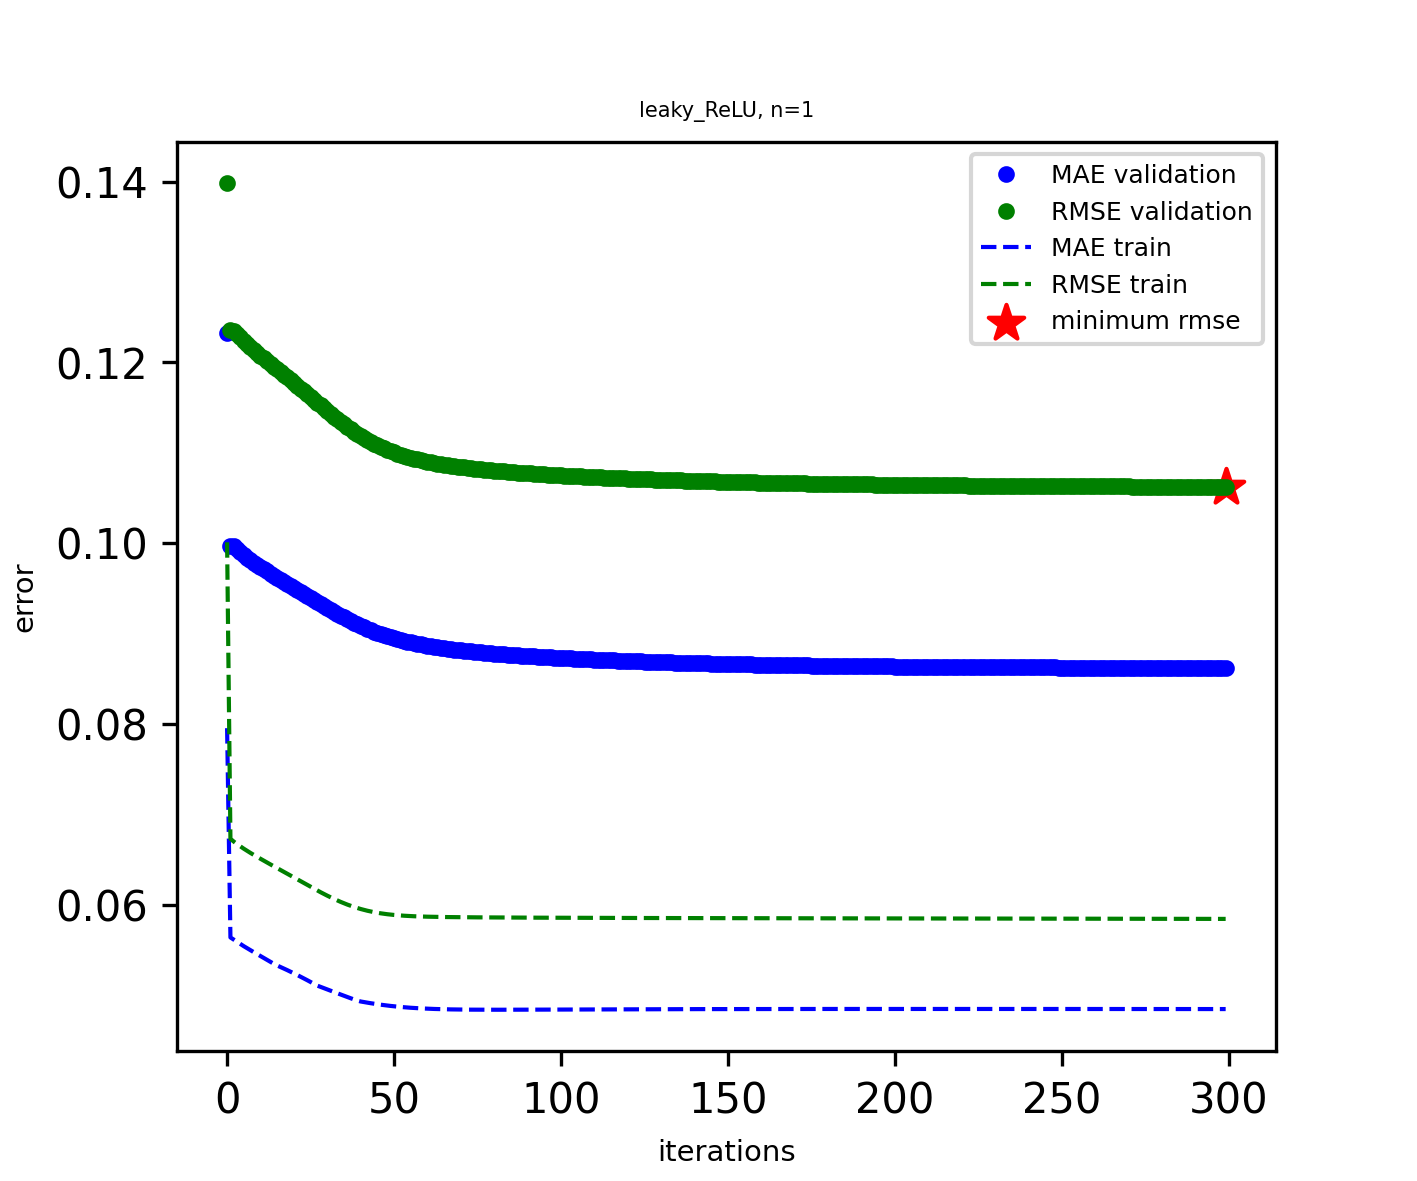 leaky_ReLU, n=1
MAE validation
RMSE validation
MAE train
RMSE train
minimum rmse
error
0.14
0.12
0.10
0.08
0.06
0 50 100 150 200 250 300
iterations